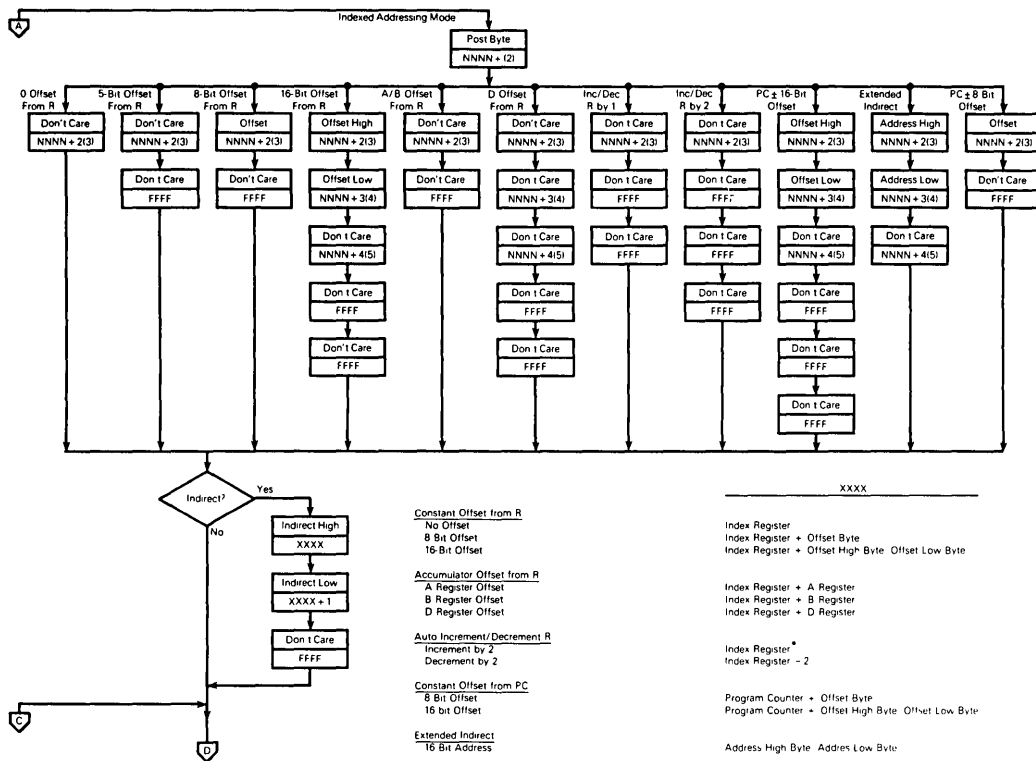 A
Indexed Addressing Mode
Post Byte
NNNN + (2)
0 Offset
From R
5-Bit Offset
From R
8-Bit Offset
From R
16-Bit Offset
From R
A/B Offset
From R
D Offset
From R
Inc/Dec
R by 1
Inc/Dec
R by 2
PC ± 16-Bit
Offset
Extended
Indirect
PC ± 8 Bit
Offset
Don't Care
NNNN + 2(3)
Don't Care
NNNN + 2(3)
Offset
NNNN + 2(3)
Offset High
NNNN + 2(3)
Don't Care
NNNN + 2(3)
Don't Care
NNNN + 2(3)
Don't Care
NNNN + 2(3)
Don t Care
NNNN + 2(3)
Offset High
NNNN + 2(3)
Address High
NNNN + 2(3)
Offset
NNNN + 2(3)
Don't Care
FFFF
Don't Care
FFFF
Offset Low
NNNN + 3(4)
Don't Care
FFFF
Don t Care
NNNN + 3(4)
Don t Care
FFFF
Don t Care
FFFF
Offset Low
NNNN + 3(4)
Address Low
NNNN + 3(4)
Don't Care
FFFF
Don t Care
NNNN + 4(5)
Don t Care
NNNN + 4(5)
Don t Care
FFFF
Don t Care
FFFF
Don t Care
NNNN + 4(5)
Don t Care
NNNN + 4(5)
Don t Care
FFFF
Don t Care
FFFF
Don t Care
FFFF
Don t Care
FFFF
Don t Care
FFFF
Don t Care
FFFF
Don t Care
FFFF
Don t Care
FFFF
Indirect?
Yes
No
Indirect High
XXXX
Indirect Low
XXXX + 1
Don t Care
FFFF
C
D
XXXX
Constant Offset from R
No Offset Index Register
8 Bit Offset Index Register + Offset Byte
16-Bit Offset Index Register + Offset High Byte Offset Low Byte
Accumulator Offset from R
A Register Offset Index Register + A Register
B Register Offset Index Register + B Register
D Register Offset Index Register + D Register
Auto Increment/Decrement R
Increment by 2 Index Register*
Decrement by 2 Index Register – 2
Constant Offset from PC
8 Bit Offset Program Counter + Offset Byte
16 bit Offset Program Counter + Offset High Byte Offset Low Byte
Extended Indirect
16 Bit Address Address High Byte Addres Low Byte